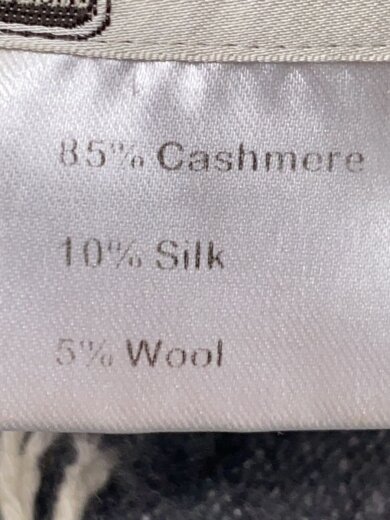 85% Cashmere
10% Silk
5% Wool